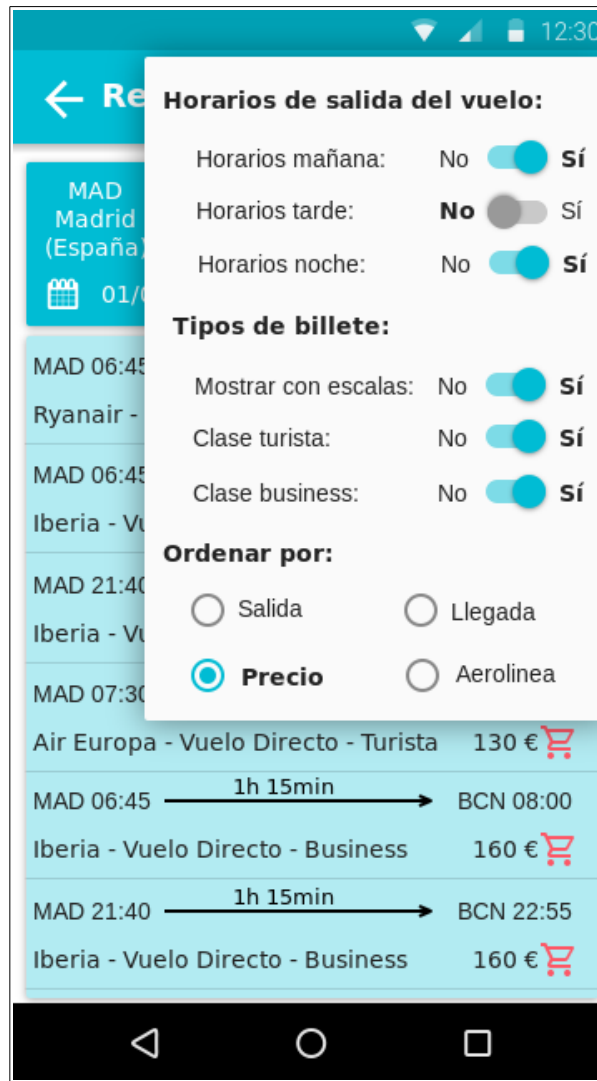 12:30
Re
Horarios de salida del vuelo:
Horarios mañana: No Sí
Horarios tarde: No Sí
Horarios noche: No Sí
Tipos de billete:
Mostrar con escalas: No Sí
Clase turista: No Sí
Clase business: No Sí
Ordenar por:
Salida Llegada
Precio Aerolinea
MAD
Madrid
(España)
01/
MAD 06:45
Ryanair -
MAD 06:45
Iberia - Vu
MAD 21:40
Iberia - Vu
MAD 07:30
Air Europa - Vuelo Directo - Turista 130 €
1h 15min
MAD 06:45 BCN 08:00
Iberia - Vuelo Directo - Business 160 €
1h 15min
MAD 21:40 BCN 22:55
Iberia - Vuelo Directo - Business 160 €